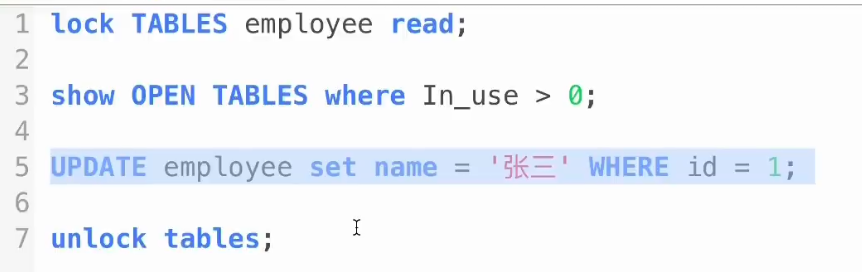 1 lock TABLES employee read;
2
3 show OPEN TABLES where In_use > 0;
4
5 UPDATE employee set name = '张三' WHERE id = 1;
6
7 unlock tables;